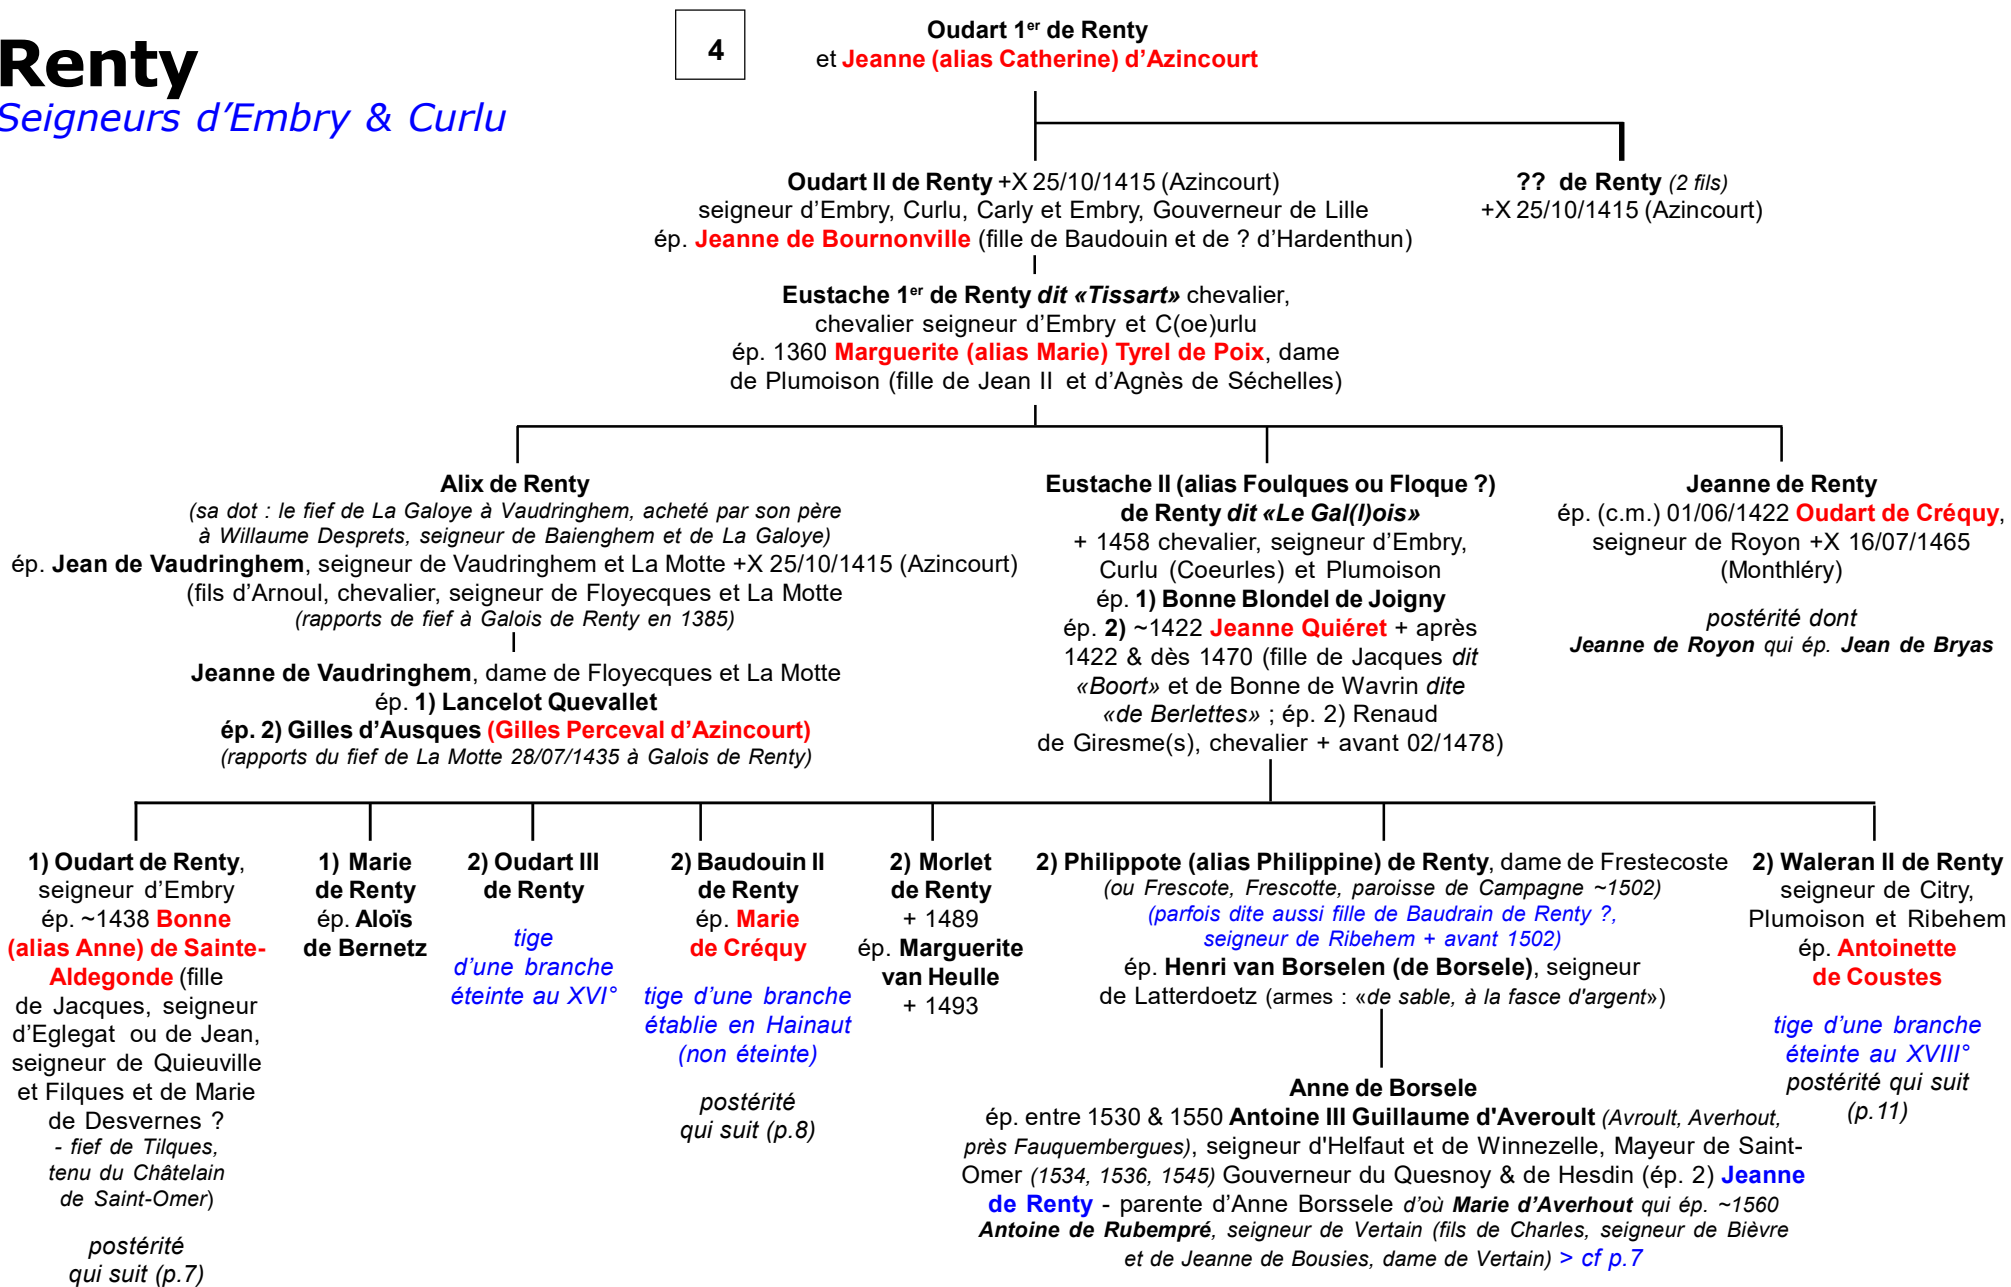 Renty
Seigneurs d'Embry & Curlu
4
Oudart 1er de Renty
et Jeanne (alias Catherine) d'Azincourt
Oudart II de Renty +X 25/10/1415 (Azincourt)
seigneur d'Embry, Curlu, Carly et Embry, Gouverneur de Lille
ép. Jeanne de Bournonville (fille de Baudouin et de ? d'Hardenthun)
?? de Renty (2 fils)
+X 25/10/1415 (Azincourt)
Eustache 1er de Renty dit «Tissart» chevalier,
chevalier seigneur d'Embry et C(oe)urlu
ép. 1360 Marguerite (alias Marie) Tyrel de Poix, dame
de Plumoison (fille de Jean II et d'Agnès de Séchelles)
Alix de Renty
(sa dot : le fief de La Galoye à Vaudringhem, acheté par son père
à Willaume Desprets, seigneur de Baienghem et de La Galoye)
ép. Jean de Vaudringhem, seigneur de Vaudringhem et La Motte +X 25/10/1415 (Azincourt)
(fils d'Arnoul, chevalier, seigneur de Floyecques et La Motte
(rapports de fief à Galois de Renty en 1385)
Jeanne de Vaudringhem, dame de Floyecques et La Motte
ép. 1) Lancelot Quevallet
ép. 2) Gilles d'Ausques (Gilles Perceval d'Azincourt)
(rapports du fief de La Motte 28/07/1435 à Galois de Renty)
Eustache II (alias Foulques ou Floque ?)
de Renty dit «Le Gal(l)ois»
+ 1458 chevalier, seigneur d'Embry,
Curlu (Coeurles) et Plumoison
ép. 1) Bonne Blondel de Joigny
ép. 2) ~1422 Jeanne Quiéret + après
1422 & dès 1470 (fille de Jacques dit
«Boort» et de Bonne de Wavrin dite
«de Berlettes» ; ép. 2) Renaud
de Giresme(s), chevalier + avant 02/1478)
Jeanne de Renty
ép. (c.m.) 01/06/1422 Oudart de Créquy,
seigneur de Royon +X 16/07/1465
(Monthléry)
postérité dont
Jeanne de Royon qui ép. Jean de Bryas
1) Oudart de Renty,
seigneur d'Embry
ép. ~1438 Bonne
(alias Anne) de Sainte-
Aldegonde (fille
de Jacques, seigneur
d'Eglegat ou de Jean,
seigneur de Quieuville
et Filques et de Marie
de Desvernes ?
- fief de Tilques,
tenu du Châtelain
de Saint-Omer)
postérité
qui suit (p.7)
1) Marie
de Renty
ép. Aloïs
de Bernetz
2) Oudart III
de Renty
tige
d'une branche
éteinte au XVI°
2) Baudouin II
de Renty
ép. Marie
de Créquy
tige d'une branche
établie en Hainaut
(non éteinte)
postérité
qui suit (p.8)
2) Morlet
de Renty
+ 1489
ép. Marguerite
van Heulle
+ 1493
2) Philippote (alias Philippine) de Renty, dame de Frestecoste
(ou Frescote, Frescotte, paroisse de Campagne ~1502)
(parfois dite aussi fille de Baudrain de Renty ?,
seigneur de Ribehem + avant 1502)
ép. Henri van Borselen (de Borsele), seigneur
de Latterdoetz (armes : «de sable, à la fasce d'argent»)
Anne de Borsele
ép. entre 1530 & 1550 Antoine III Guillaume d'Averoult (Avroult, Averhout,
près Fauquembergues), seigneur d'Helfaut et de Winnezelle, Mayeur de Saint-
Omer (1534, 1536, 1545) Gouverneur du Quesnoy & de Hesdin (ép. 2) Jeanne
de Renty - parente d'Anne Borssele d'où Marie d'Averhout qui ép. ~1560
Antoine de Rubempré, seigneur de Vertain (fils de Charles, seigneur de Bièvre
et de Jeanne de Bousies, dame de Vertain) > cf p.7
2) Waleran II de Renty
seigneur de Citry,
Plumoison et Ribehem
ép. Antoinette
de Coustes
tige d'une branche
éteinte au XVIII°
postérité qui suit
(p.11)